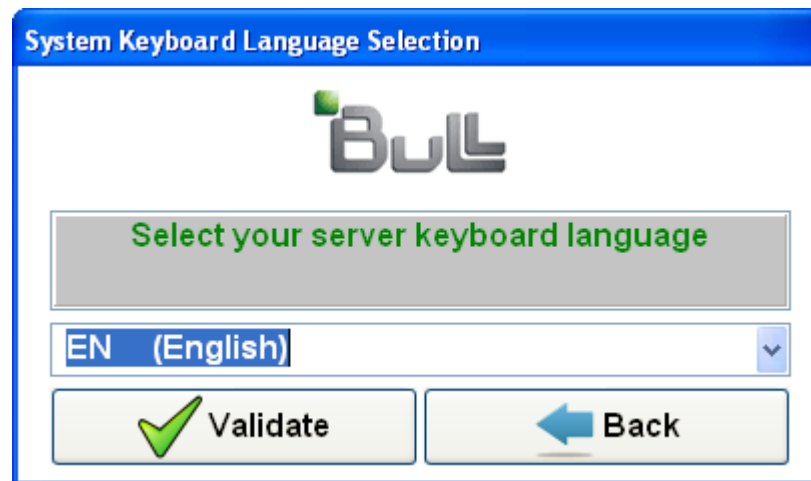 System Keyboard Language Selection
Bull
Select your server keyboard language
EN (English)
Validate
Back